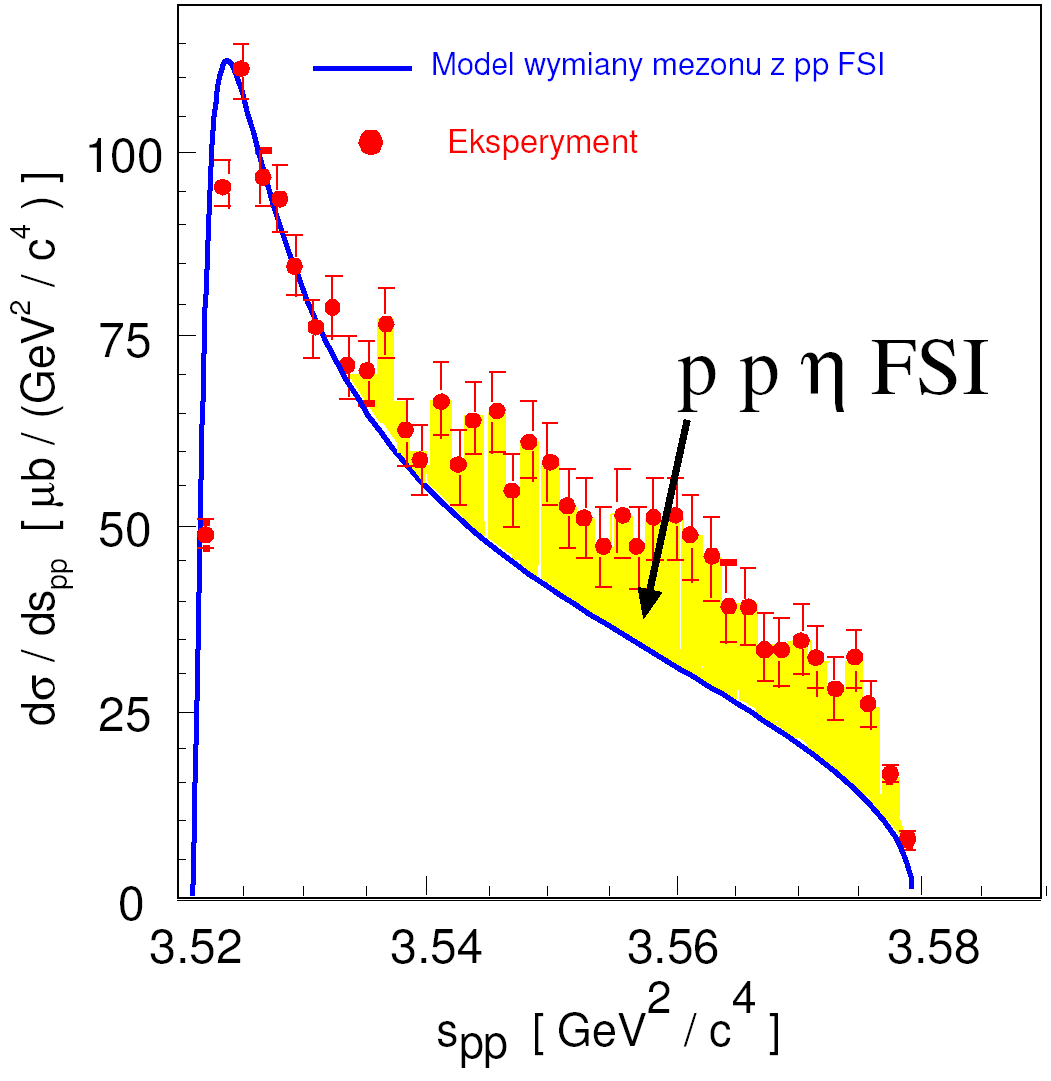 Model wymiany mezonu z pp FSI
Eksperyment
p p η FSI
dσ / ds_pp [ μb / (GeV² / c⁴ ) ]
100
75
50
25
0
3.52 3.54 3.56 3.58
s_pp [ GeV² / c⁴ ]